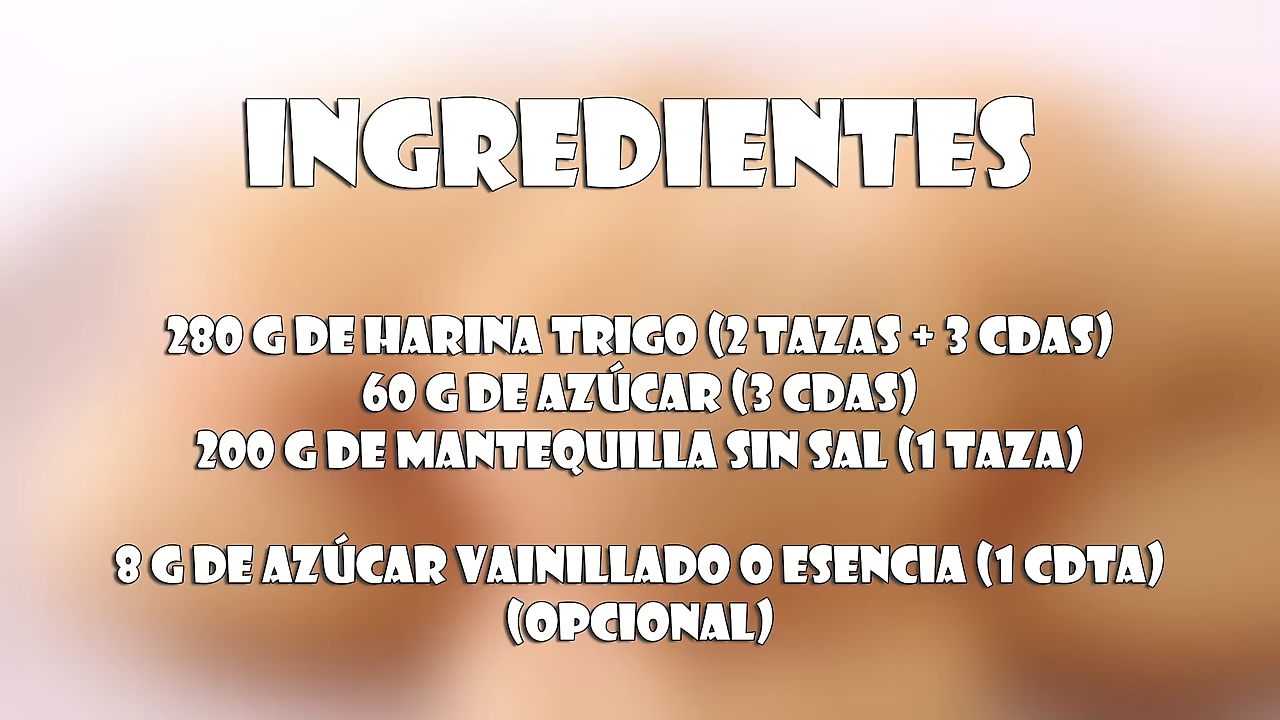 INGREDIENTES
280 G DE HARINA TRIGO (2 TAZAS + 3 CDAS)
60 G DE AZÚCAR (3 CDAS)
200 G DE MANTEQUILLA SIN SAL (1 TAZA)
8 G DE AZÚCAR VAINILLADO O ESENCIA (1 CDTA)
(OPCIONAL)